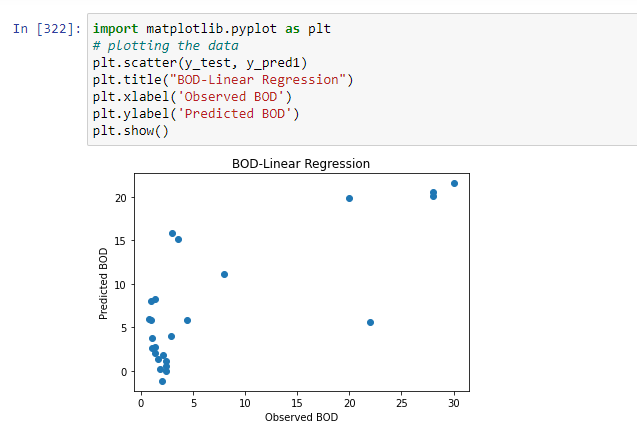 In [322]: import matplotlib.pyplot as plt
# plotting the data
plt.scatter(y_test, y_pred1)
plt.title("BOD-Linear Regression")
plt.xlabel('Observed BOD')
plt.ylabel('Predicted BOD')
plt.show()
BOD-Linear Regression
Predicted BOD
20
15
10
5
0
0 5 10 15 20 25 30
Observed BOD